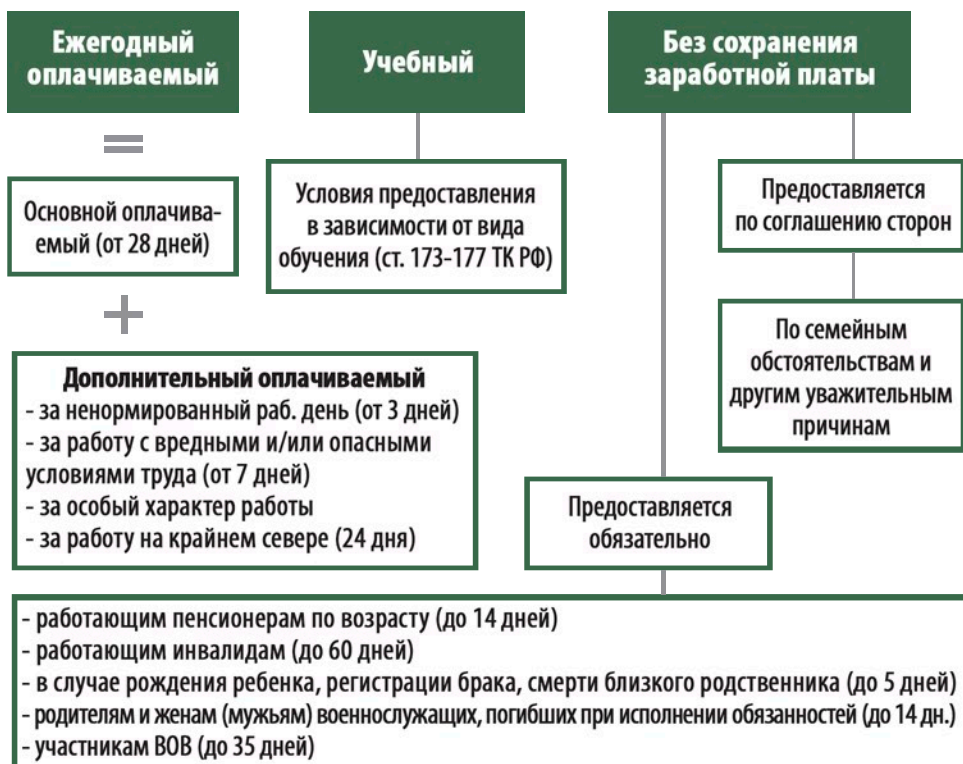 Ежегодный
оплачиваемый
Учебный
Без сохранения
заработной платы
=
Основной оплачива-
емый (от 28 дней)
+
Дополнительный оплачиваемый
- за ненормированный раб. день (от 3 дней)
- за работу с вредными и/или опасными
условиями труда (от 7 дней)
- за особый характер работы
- за работу на крайнем севере (24 дня)
Условия предоставления
в зависимости от вида
обучения (ст. 173-177 ТК РФ)
Предоставляется
по соглашению сторон
По семейным
обстоятельствам и
другим уважительным
причинам
Предоставляется
обязательно
- работающим пенсионерам по возрасту (до 14 дней)
- работающим инвалидам (до 60 дней)
- в случае рождения ребенка, регистрации брака, смерти близкого родственника (до 5 дней)
- родителям и женам (мужьям) военнослужащих, погибших при исполнении обязанностей (до 14 дн.)
- участникам ВОВ (до 35 дней)